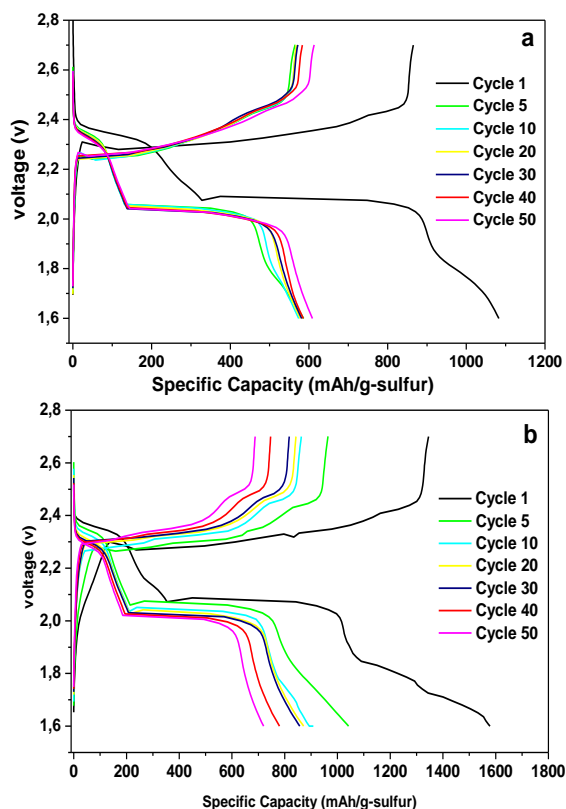 2,8
a
2,6
Cycle 1
Cycle 5
2,4
Cycle 10
Cycle 20
2,2
Cycle 30
Cycle 40
2,0
Cycle 50
1,8
1,6
voltage (v)
0 200 400 600 800 1000 1200
Specific Capacity (mAh/g-sulfur)
2,8
b
2,6
Cycle 1
2,4
Cycle 5
Cycle 10
2,2
Cycle 20
Cycle 30
2,0
Cycle 40
Cycle 50
1,8
1,6
voltage (v)
0 200 400 600 800 1000 1200 1400 1600 1800
Specific Capacity (mAh/g-sulfur)